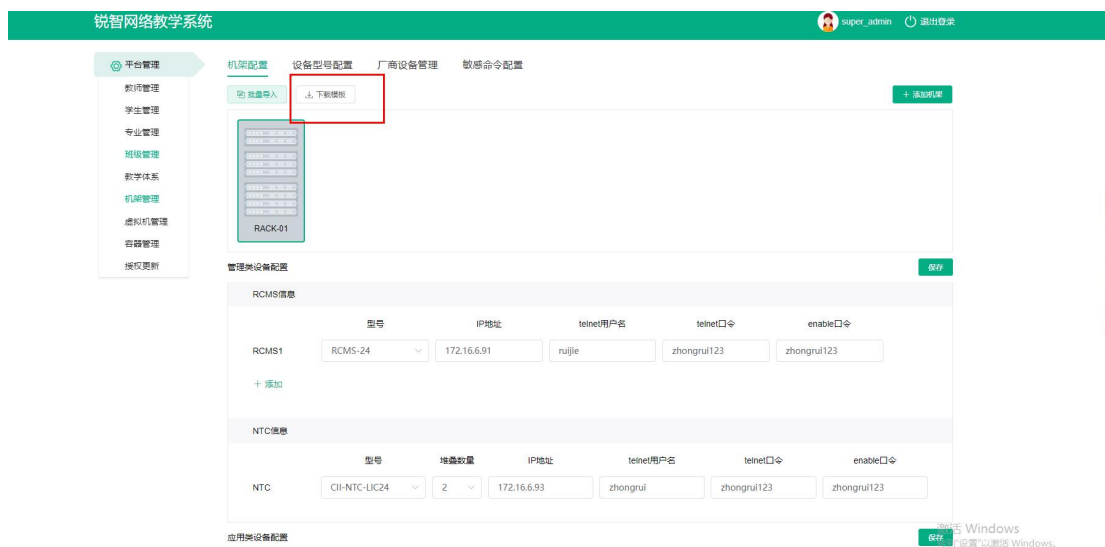 锐智网络教学系统 super_admin 退出登录
平台管理 机架配置 设备型号配置 厂商设备管理 敏感命令配置
教师管理 批量导入 下载模板 + 添加机架
学生管理
专业管理
班级管理
教学体系
机架管理
虚拟机管理
RACK-01
容器管理
授权更新 管理类设备配置 保存
RCMS信息
型号 IP地址 telnet用户名 telnet口令 enable口令
RCMS1 RCMS-24 172.16.6.91 ruijie zhongrui123 zhongrui123
+ 添加
NTC信息
型号 堆叠数量 IP地址 telnet用户名 telnet口令 enable口令
NTC CII-NTC-LIC24 2 172.16.6.93 zhongrui zhongrui123 zhongrui123
激活 Windows
应用类设备配置 保存
"设置"以激活 Windows。